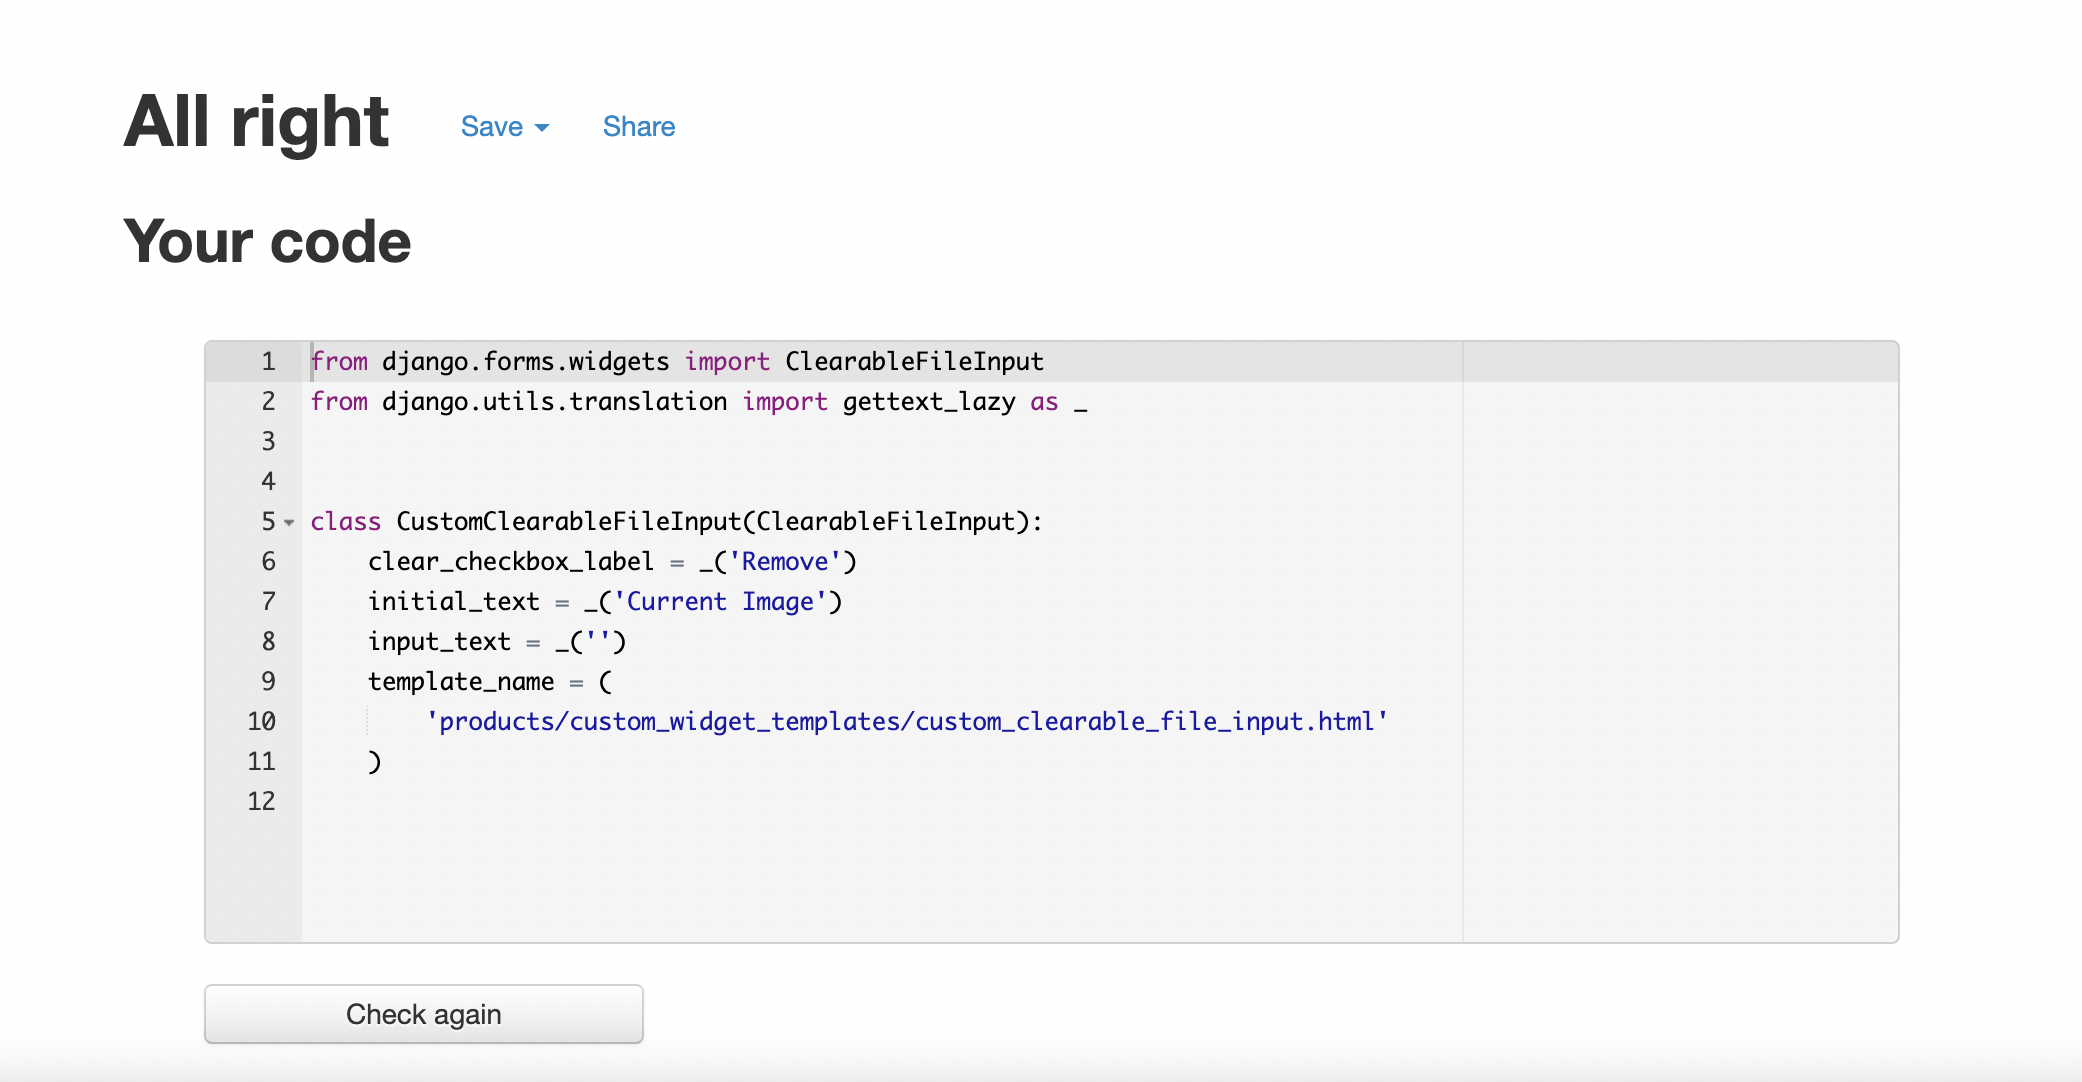 All right Save Share
Your code
1 from django.forms.widgets import ClearableFileInput
2 from django.utils.translation import gettext_lazy as _
3
4
5 class CustomClearableFileInput(ClearableFileInput):
6     clear_checkbox_label = _('Remove')
7     initial_text = _('Current Image')
8     input_text = _('')
9     template_name = (
10         'products/custom_widget_templates/custom_clearable_file_input.html'
11     )
12
Check again